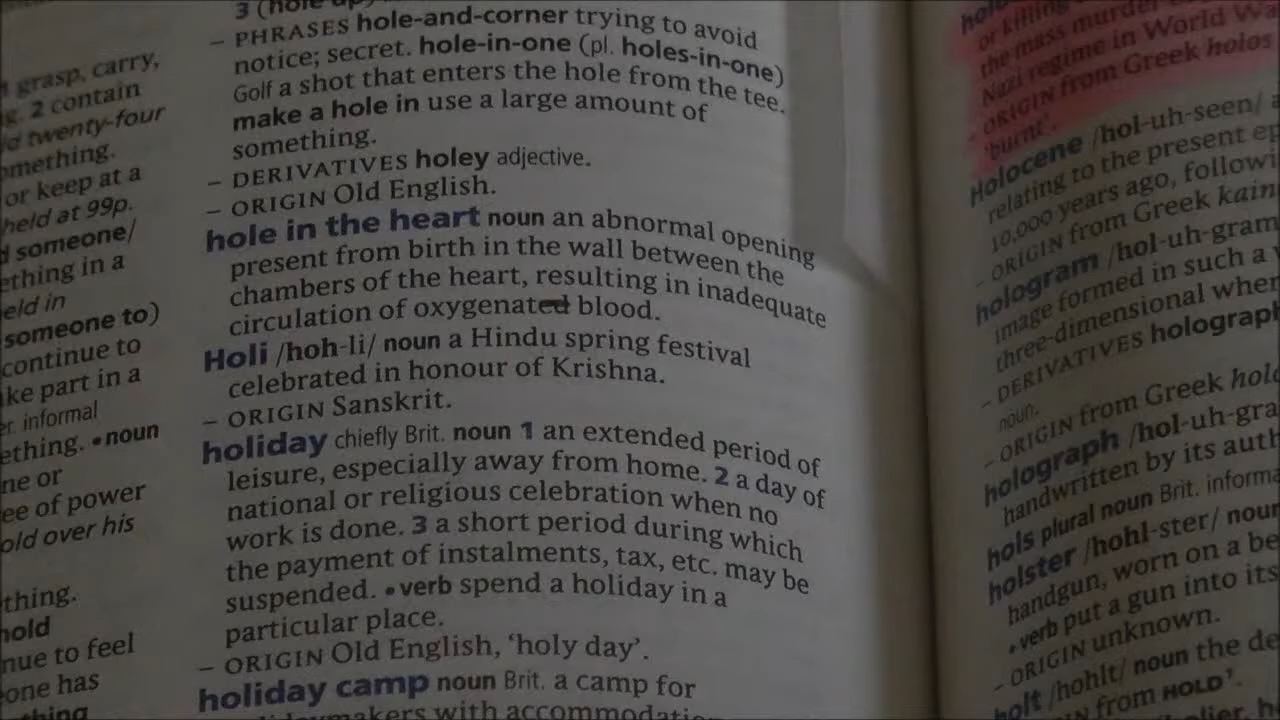 grasp, carry,
g. 2 contain
twenty-four
omething.
or keep at a
held at 99p.
someone/
ething in a
eld in
someone to)
continue to
ke part in a
r. informal
ething. • noun
ne or
ee of power
old over his
thing.
hold
nue to feel
one has
thing
3 (hole up)
– PHRASES hole-and-corner trying to avoid
notice; secret. hole-in-one (pl. holes-in-one)
Golf a shot that enters the hole from the tee.
make a hole in use a large amount of
something.
– DERIVATIVES holey adjective.
– ORIGIN Old English.
hole in the heart noun an abnormal opening
present from birth in the wall between the
chambers of the heart, resulting in inadequate
circulation of oxygenated blood.
Holi /hoh-li/ noun a Hindu spring festival
celebrated in honour of Krishna.
– ORIGIN Sanskrit.
holiday chiefly Brit. noun 1 an extended period of
leisure, especially away from home. 2 a day of
national or religious celebration when no
work is done. 3 a short period during which
the payment of instalments, tax, etc. may be
suspended. • verb spend a holiday in a
particular place.
– ORIGIN Old English, ‘holy day’.
holiday camp noun Brit. a camp for
holidaymakers with accommodatio
or killing
the mass murder
Nazi regime in World Wa
– ORIGIN from Greek holos
‘burnt’.
Holocene /hol-uh-seen/
relating to the present ep
10,000 years ago, followi
– ORIGIN from Greek kain
hologram /hol-uh-gram
image formed in such a
three-dimensional when
– DERIVATIVES holograph
noun.
– ORIGIN from Greek holo
holograph /hol-uh-gra
handwritten by its auth
hols plural noun Brit. informa
holster /hohl-ster/ noun
handgun, worn on a be
• verb put a gun into its
– ORIGIN unknown.
holt /hohlt/ noun the de
from HOLD¹.